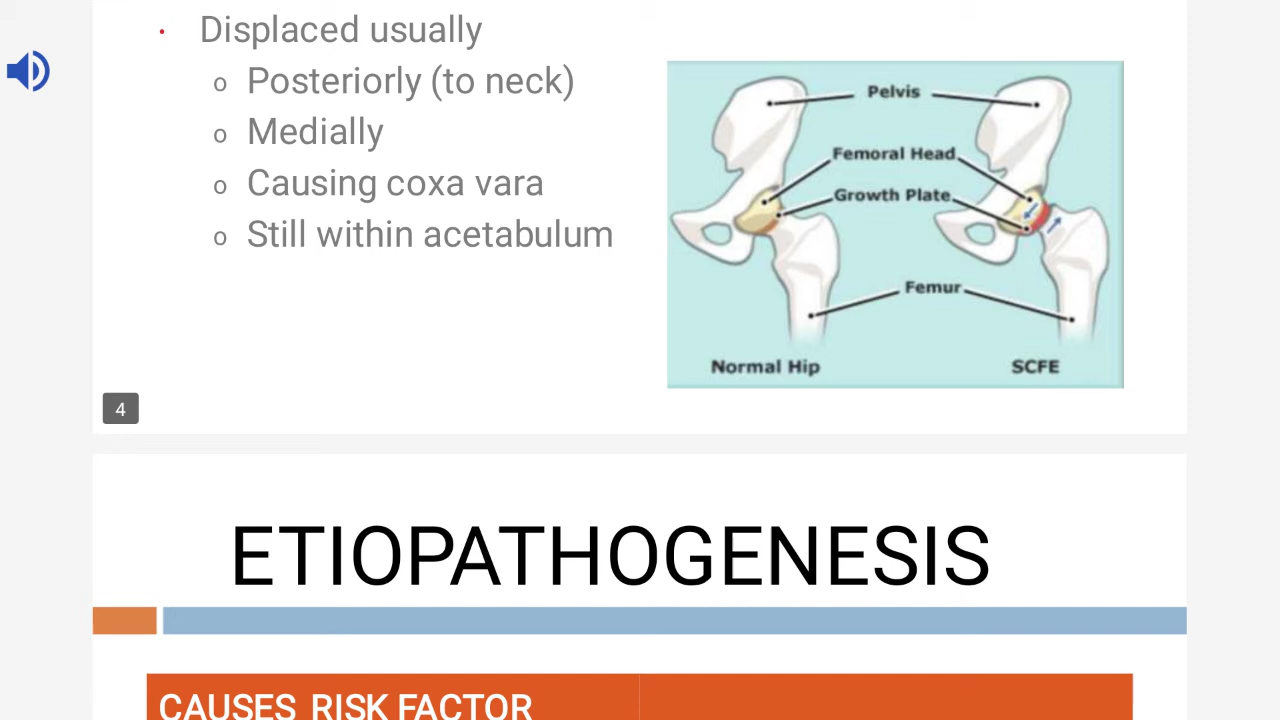 • Displaced usually
o Posteriorly (to neck)
o Medially
o Causing coxa vara
o Still within acetabulum
Pelvis
Femoral Head
Growth Plate
Femur
Normal Hip
SCFE
4
ETIOPATHOGENESIS
CAUSES RISK FACTOR